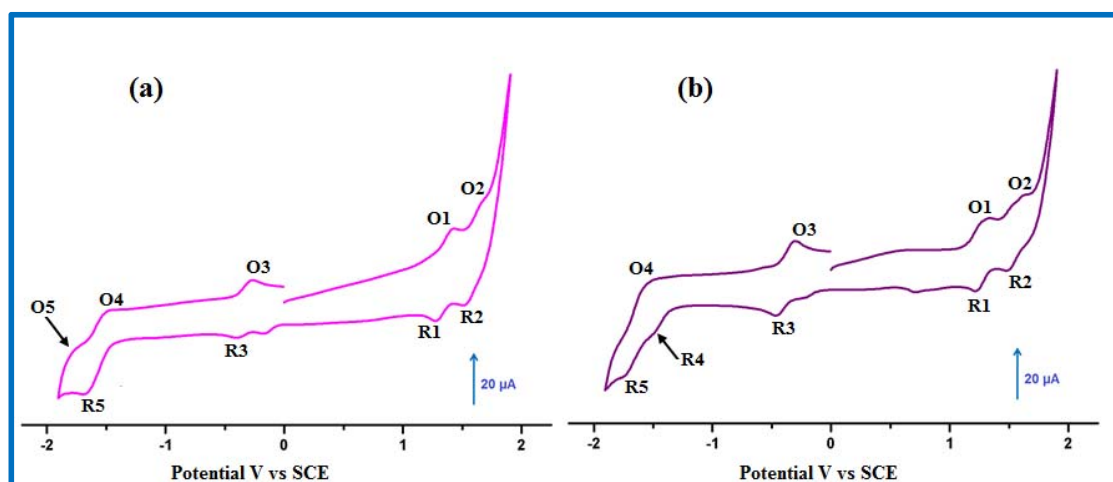 (a)
O2
O1
O3
O4
O5
R1
R2
R3
R5
20 µA
-2 -1 0 1 2
Potential V vs SCE
(b)
O2
O1
O3
O4
R2
R1
R3
R4
R5
20 µA
-2 -1 0 1 2
Potential V vs SCE